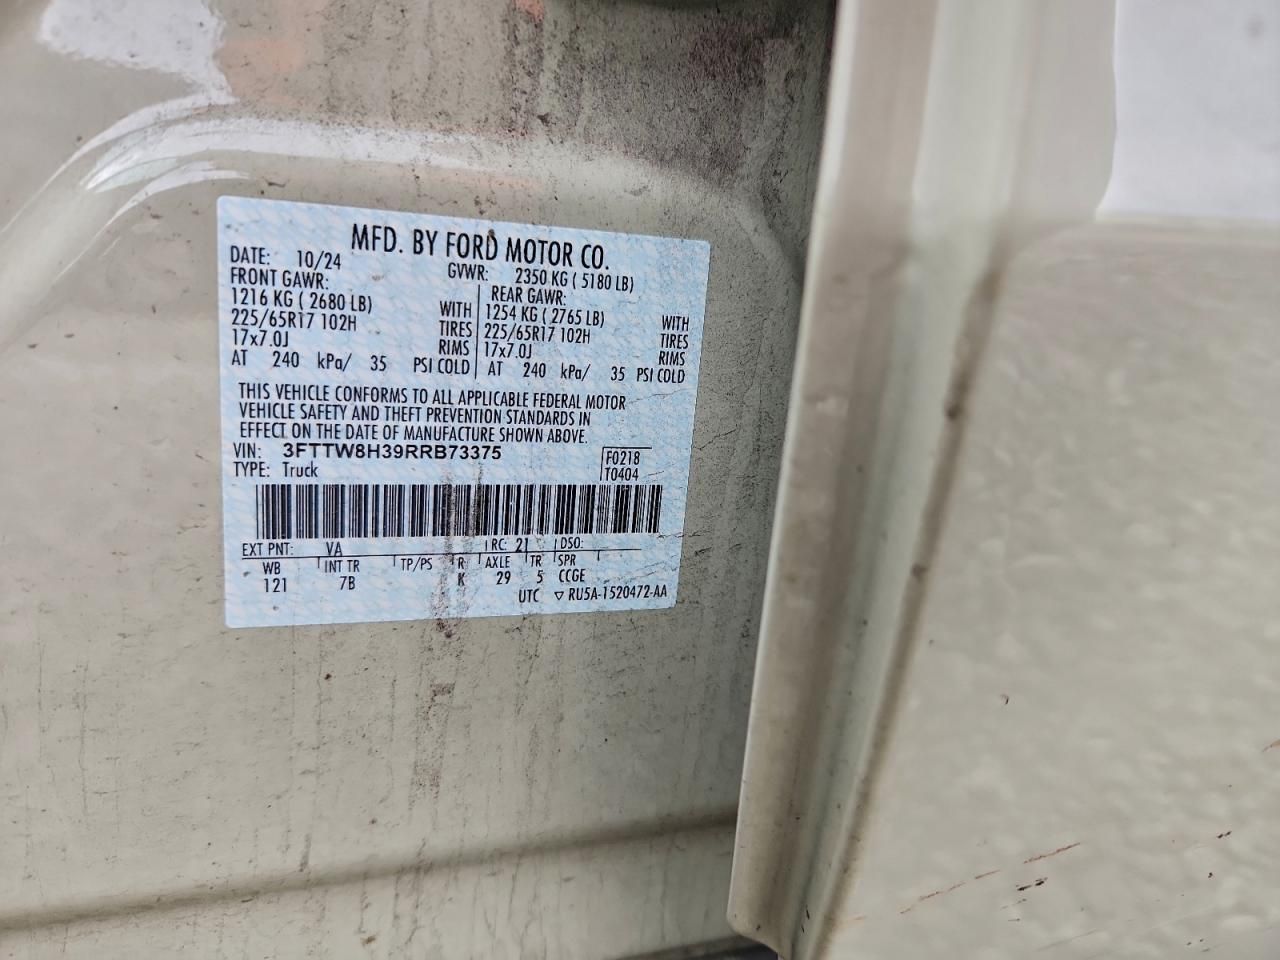 MFD. BY FORD MOTOR CO.
DATE: 10/24 GVWR: 2350 KG ( 5180 LB)
FRONT GAWR: REAR GAWR:
1216 KG ( 2680 LB) WITH 1254 KG ( 2765 LB) WITH
225/65R17 102H TIRES 225/65R17 102H TIRES
17x7.0J RIMS 17x7.0J RIMS
AT 240 kPa/ 35 PSI COLD AT 240 kPa/ 35 PSI COLD
THIS VEHICLE CONFORMS TO ALL APPLICABLE FEDERAL MOTOR
VEHICLE SAFETY AND THEFT PREVENTION STANDARDS IN
EFFECT ON THE DATE OF MANUFACTURE SHOWN ABOVE.
VIN: 3FTTW8H39RRB73375 F0218
TYPE: Truck T0404
EXT PNT: VA RC: 21 DSO:
WB INT TR TP/PS R AXLE TR SPR
121 7B K 29 5 CCGE
UTC ▽ RU5A-1520472-AA